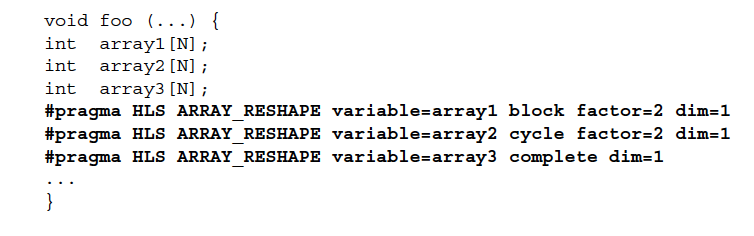 void foo (...) {
int  array1[N];
int  array2[N];
int  array3[N];
#pragma HLS ARRAY_RESHAPE variable=array1 block factor=2 dim=1
#pragma HLS ARRAY_RESHAPE variable=array2 cycle factor=2 dim=1
#pragma HLS ARRAY_RESHAPE variable=array3 complete dim=1
...
}